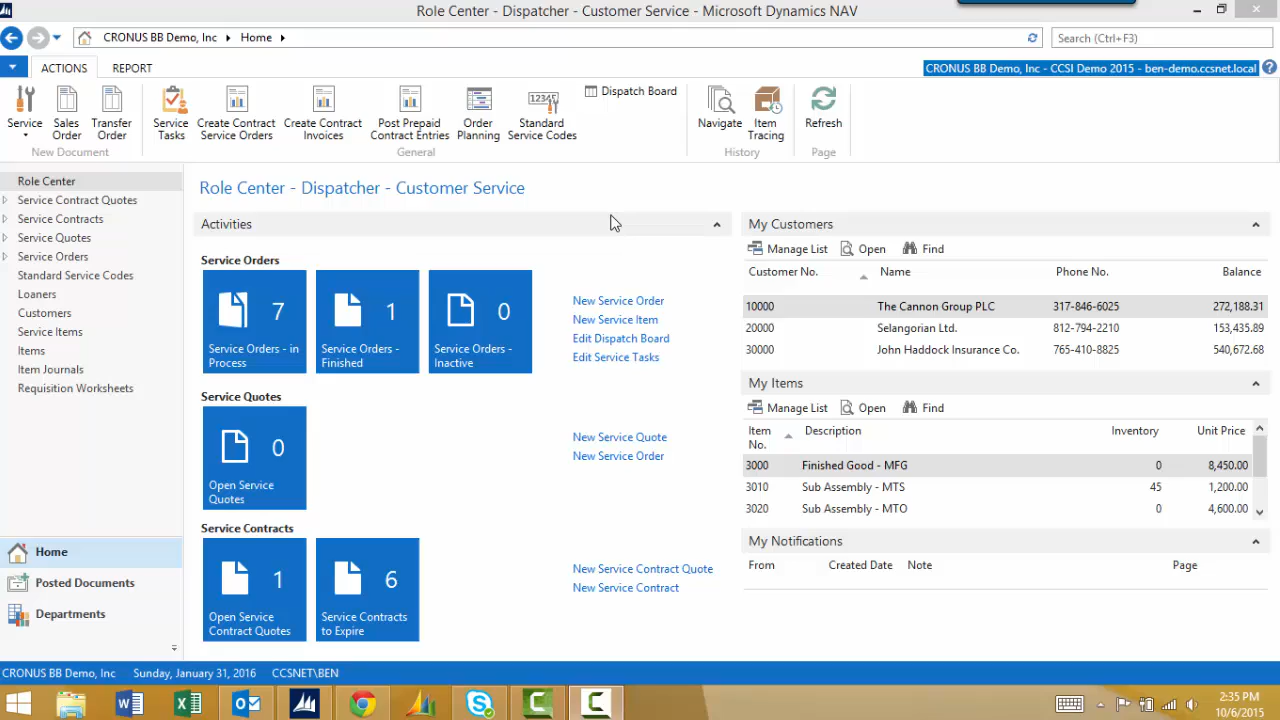 Role Center - Dispatcher - Customer Service - Microsoft Dynamics NAV
CRONUS BB Demo, Inc
Home
Search (Ctrl+F3)
ACTIONS
REPORT
CRONUS BB Demo, Inc - CCSI Demo 2015 - ben-demo.ccsnet.local
Service
Sales Order
Transfer Order
New Document
Service Tasks
Create Contract Service Orders
Create Contract Invoices
Post Prepaid Contract Entries
Order Planning
12345
Standard Service Codes
Dispatch Board
General
Navigate
Item Tracing
History
Refresh
Page
Role Center
Service Contract Quotes
Service Contracts
Service Quotes
Service Orders
Standard Service Codes
Loaners
Customers
Service Items
Items
Item Journals
Requisition Worksheets
Home
Posted Documents
Departments
Role Center - Dispatcher - Customer Service
Activities
Service Orders
7
Service Orders - in Process
1
Service Orders - Finished
0
Service Orders - Inactive
New Service Order
New Service Item
Edit Dispatch Board
Edit Service Tasks
Service Quotes
0
Open Service Quotes
New Service Quote
New Service Order
Service Contracts
1
Open Service Contract Quotes
6
Service Contracts to Expire
New Service Contract Quote
New Service Contract
My Customers
Manage List Open Find
Customer No. Name Phone No. Balance
10000 The Cannon Group PLC 317-846-6025 272,188.31
20000 Selangorian Ltd. 812-794-2210 153,435.89
30000 John Haddock Insurance Co. 765-410-8825 540,672.68
My Items
Manage List Open Find
Item No. Description Inventory Unit Price
3000 Finished Good - MFG 0 8,450.00
3010 Sub Assembly - MTS 45 1,200.00
3020 Sub Assembly - MTO 0 4,600.00
My Notifications
From Created Date Note Page
CRONUS BB Demo, Inc Sunday, January 31, 2016 CCSNET\BEN
2:35 PM
10/6/2015